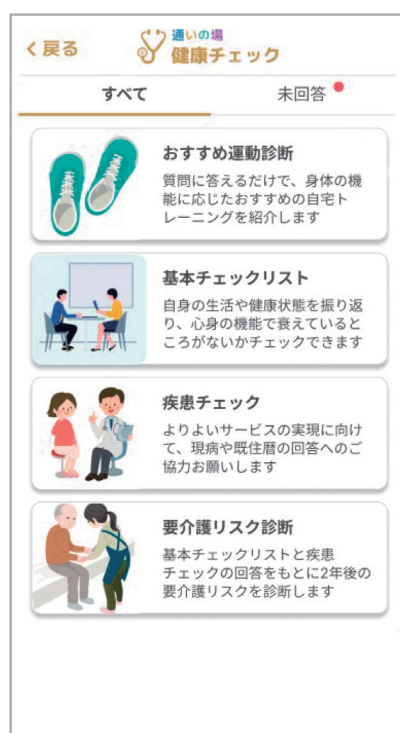 戻る
通いの場
健康チェック
すべて
未回答
おすすめ運動診断
質問に答えるだけで、身体の機
能に応じたおすすめの自宅ト
レーニングを紹介します
基本チェックリスト
自身の生活や健康状態を振り返
り、心身の機能で衰えていると
ころがないかチェックできます
疾患チェック
よりよいサービスの実現に向け
て、現病や既住暦の回答へのご
協力お願いします
要介護リスク診断
基本チェックリストと疾患
チェックの回答をもとに2年後の
要介護リスクを診断します